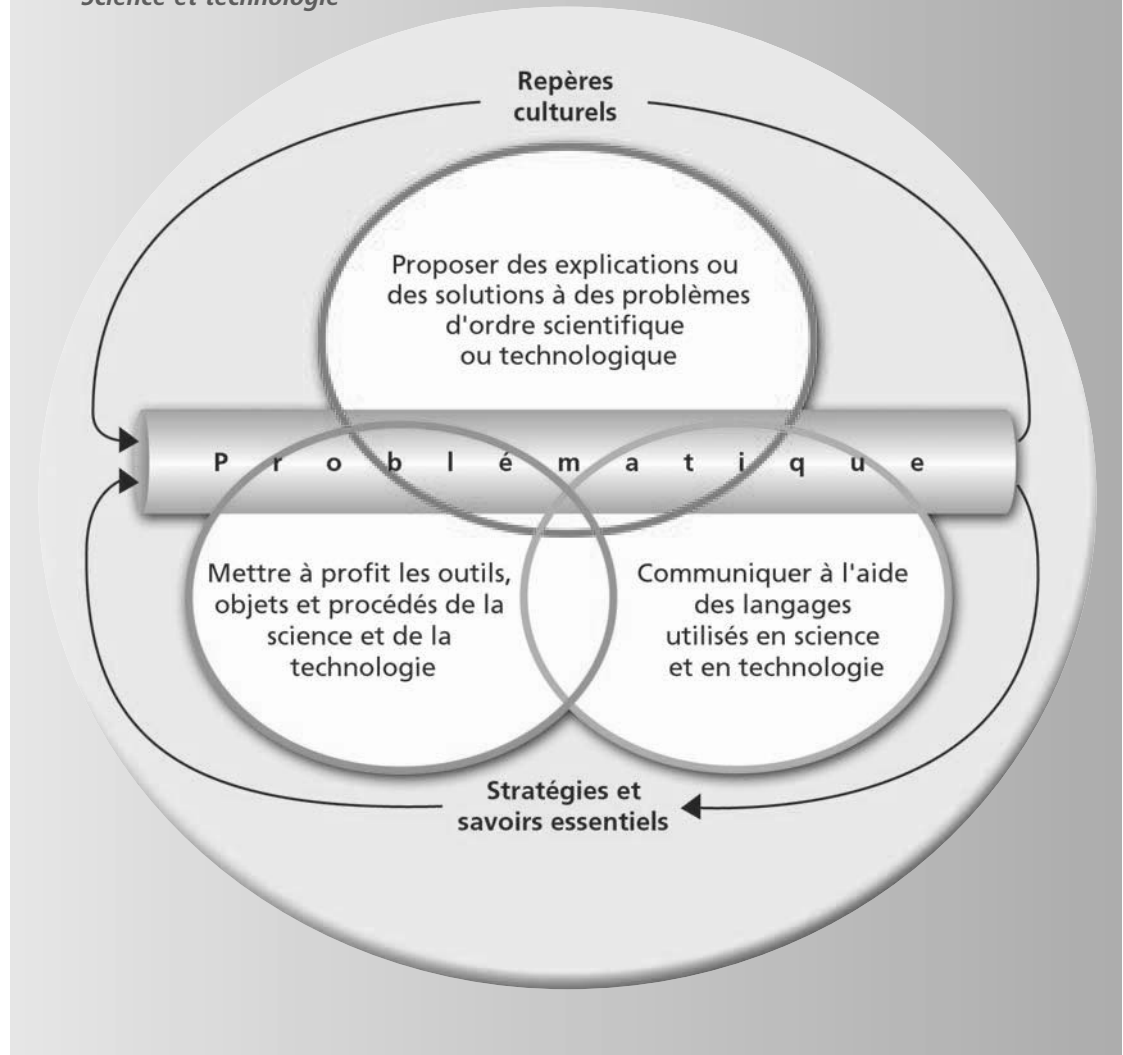 Science et technologie
Repères
culturels
Proposer des explications ou
des solutions à des problèmes
d'ordre scientifique
ou technologique
Problématique
Mettre à profit les outils,
objets et procédés de la
science et de la
technologie
Communiquer à l'aide
des langages
utilisés en science
et en technologie
Stratégies et
savoirs essentiels